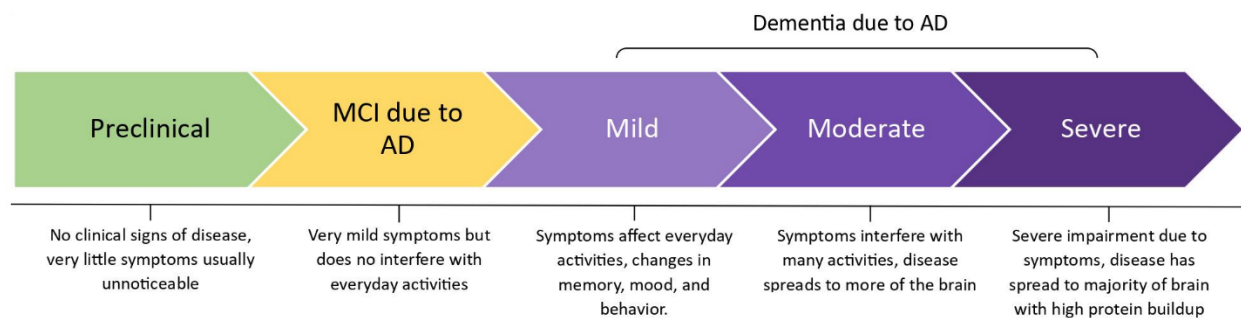 Dementia due to AD
Preclinical
MCI due to
AD
Mild
Moderate
Severe
No clinical signs of disease,
very little symptoms usually
unnoticeable
Very mild symptoms but
does no interfere with
everyday activities
Symptoms affect everyday
activities, changes in
memory, mood, and
behavior.
Symptoms interfere with
many activities, disease
spreads to more of the brain
Severe impairment due to
symptoms, disease has
spread to majority of brain
with high protein buildup